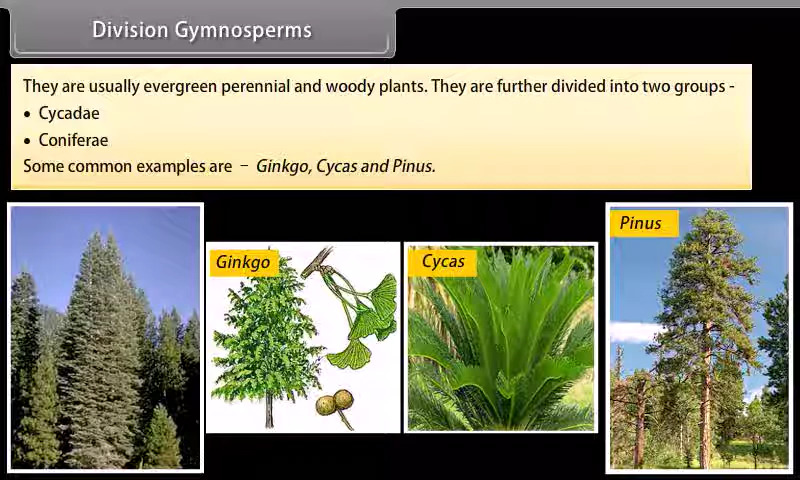 Division Gymnosperms
They are usually evergreen perennial and woody plants. They are further divided into two groups -
• Cycadae
• Coniferae
Some common examples are – Ginkgo, Cycas and Pinus.
Ginkgo
Cycas
Pinus